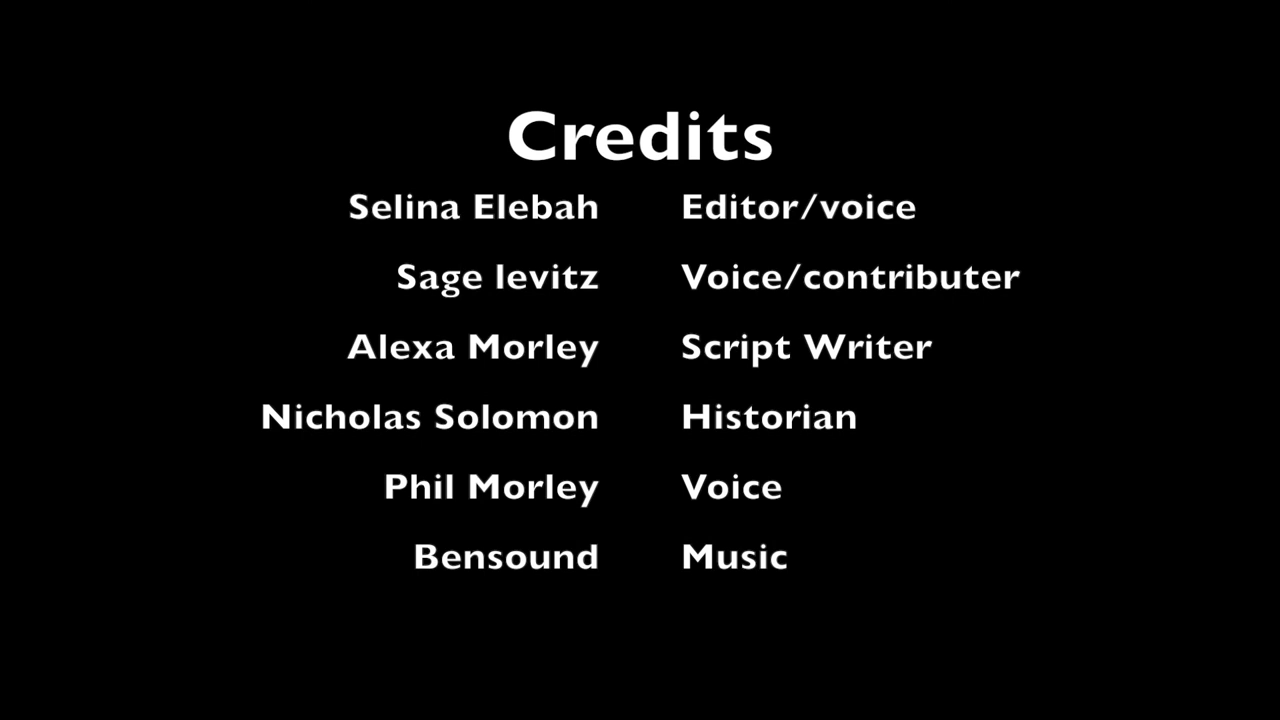 Credits
Selina Elebah Editor/voice
Sage levitz Voice/contributer
Alexa Morley Script Writer
Nicholas Solomon Historian
Phil Morley Voice
Bensound Music